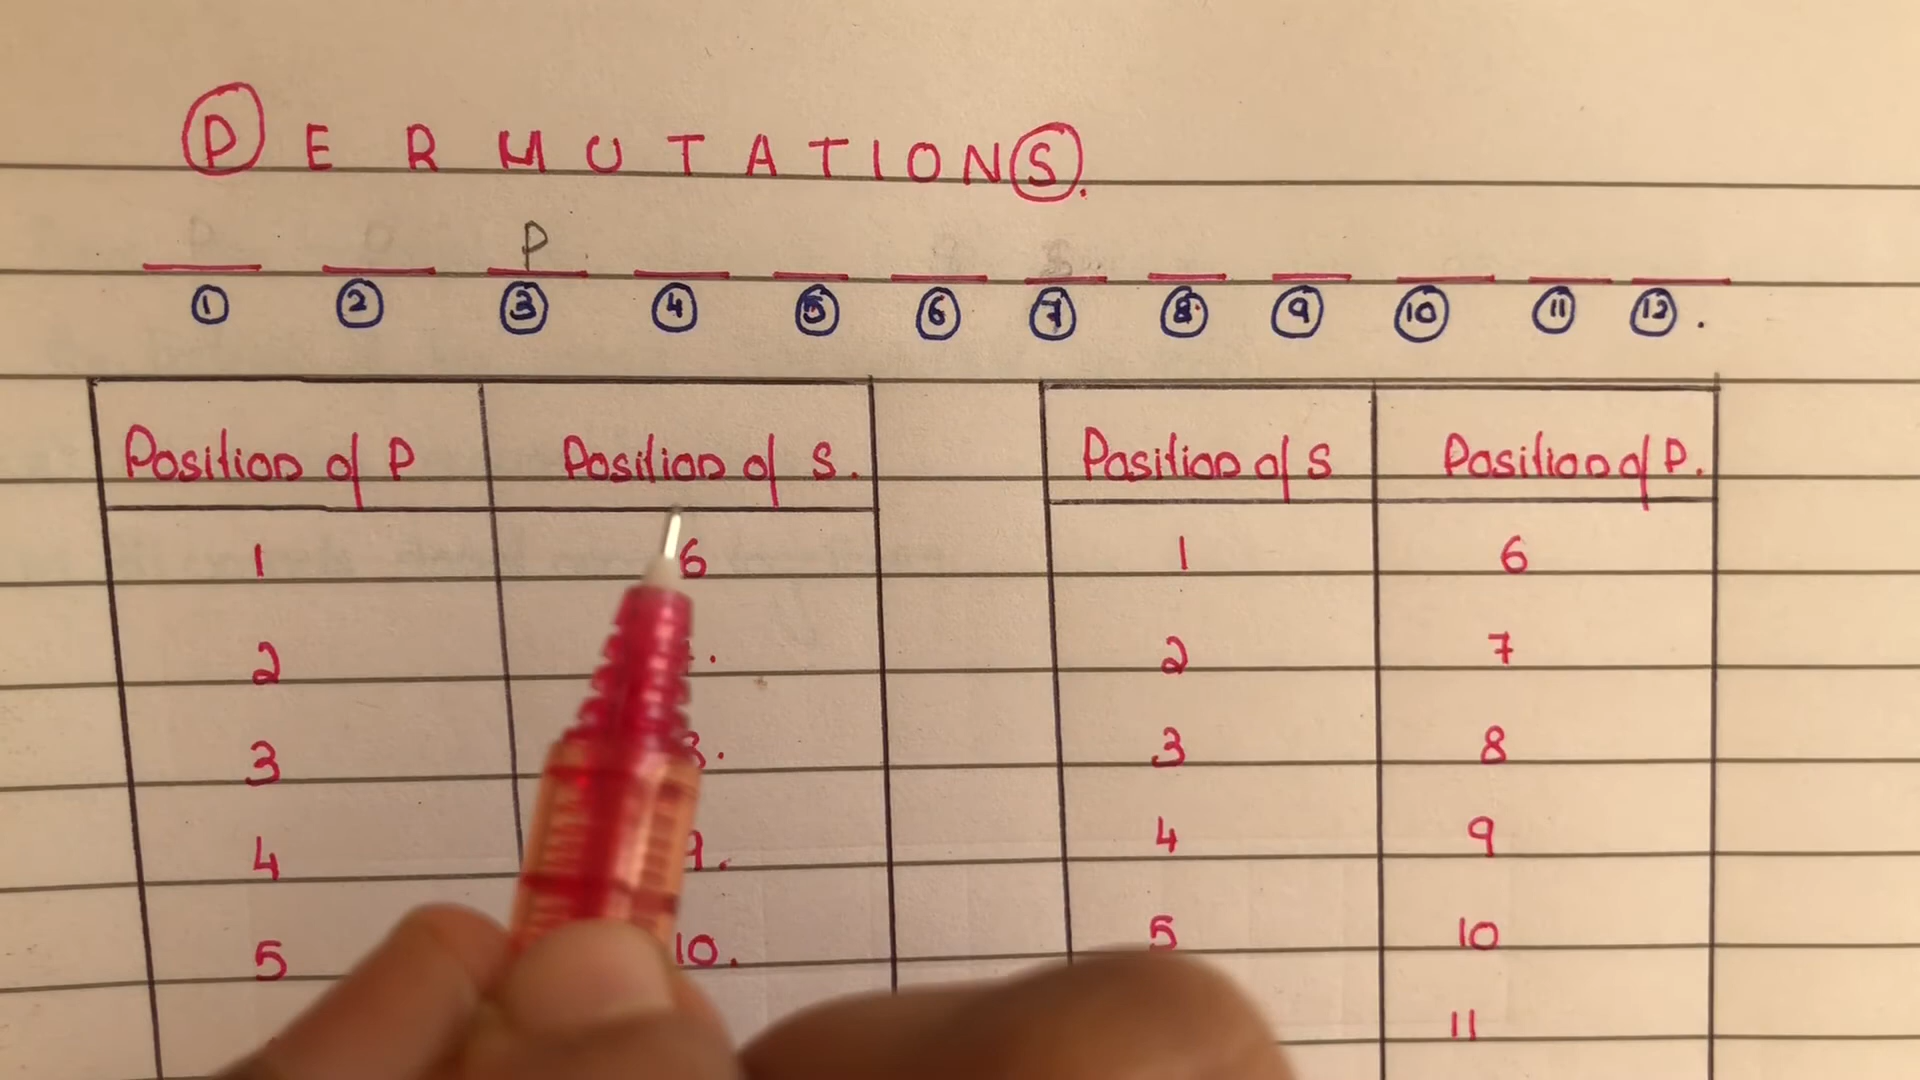 P E R M U T A T I O N S.
P
1 2 3 4 5 6 7 8 9 10 11 12 .
Position of P Position of S. Position of S Position of P.
1 6 1 6
2 2 7
3 3 8
4 9. 4 9
5 10. 5 10
11